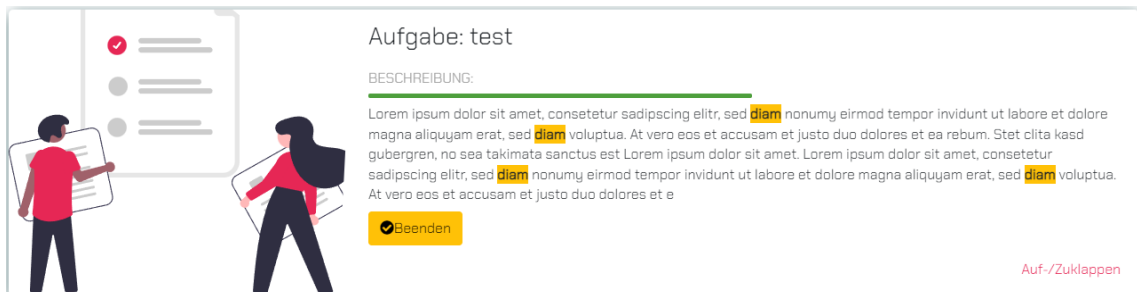 Aufgabe: test
BESCHREIBUNG:
Lorem ipsum dolor sit amet, consetetur sadipscing elitr, sed diam nonumy eirmod tempor invidunt ut labore et dolore
magna aliquyam erat, sed diam voluptua. At vero eos et accusam et justo duo dolores et ea rebum. Stet clita kasd
gubergren, no sea takimata sanctus est Lorem ipsum dolor sit amet. Lorem ipsum dolor sit amet, consetetur
sadipscing elitr, sed diam nonumy eirmod tempor invidunt ut labore et dolore magna aliquyam erat, sed diam voluptua.
At vero eos et accusam et justo duo dolores et e
Beenden
Auf-/Zuklappen